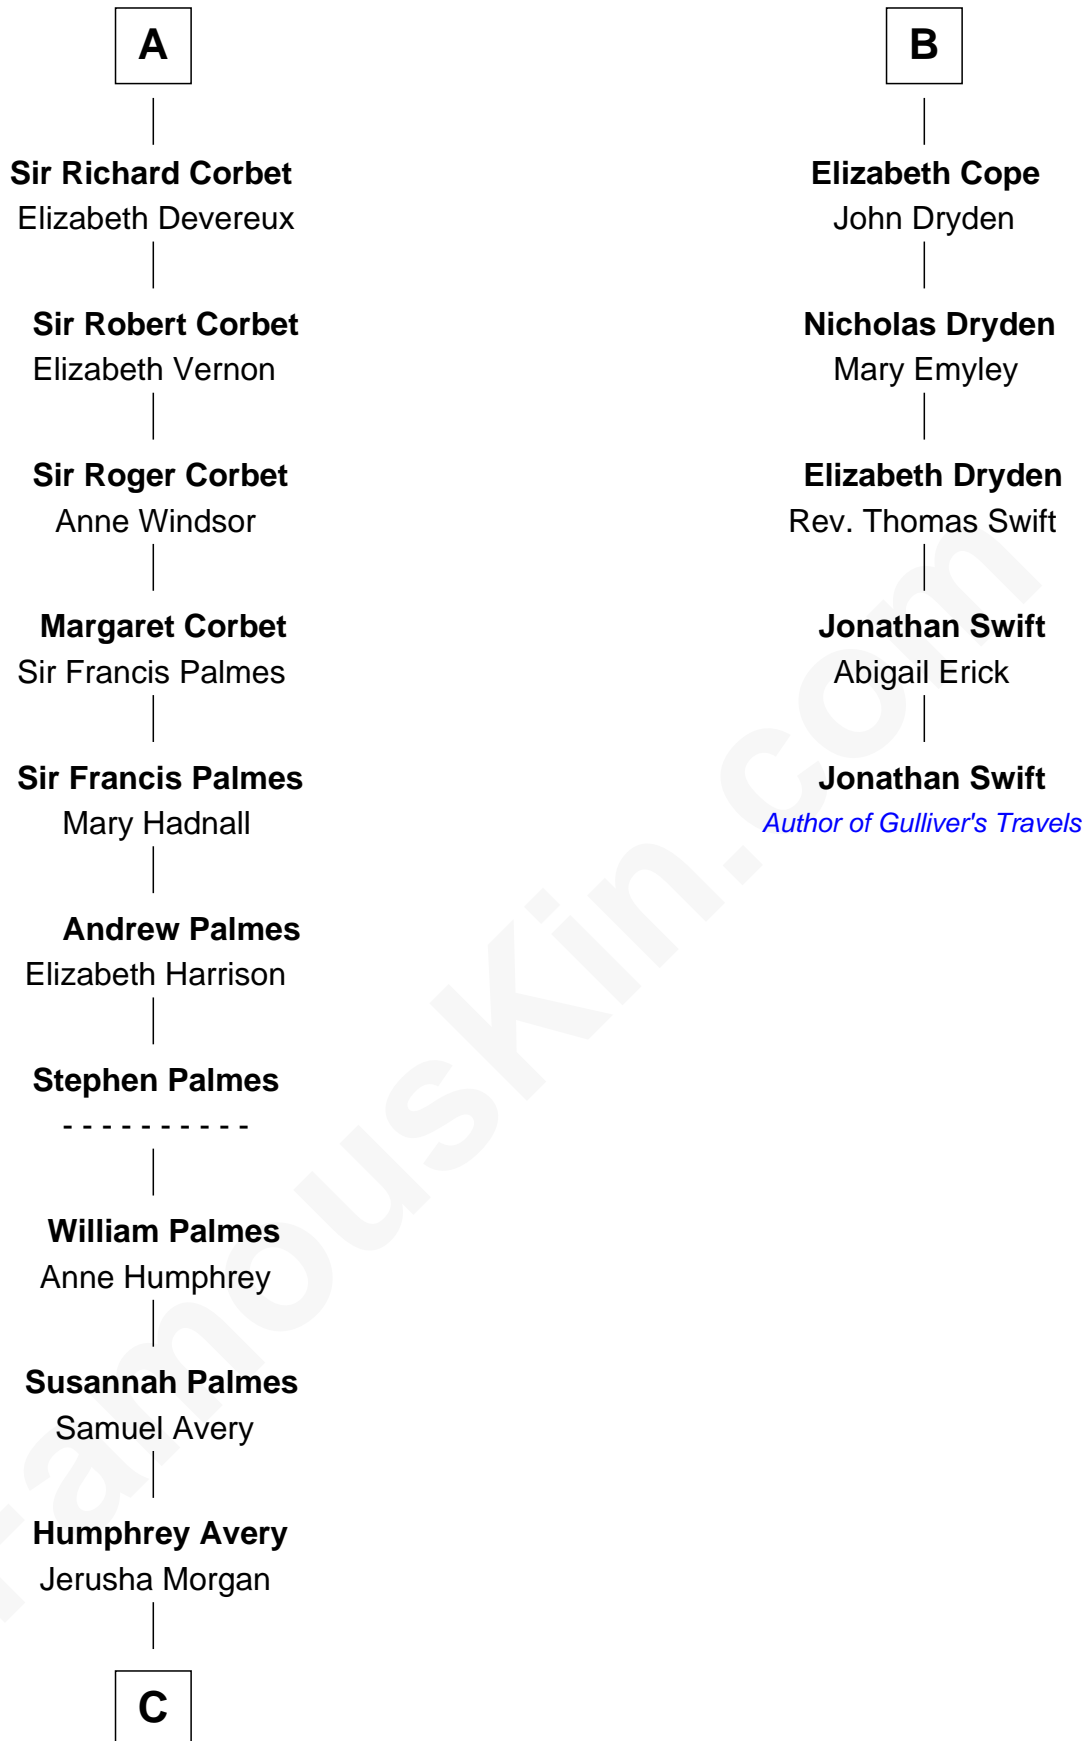 A
Sir Richard Corbet
Elizabeth Devereux
Sir Robert Corbet
Elizabeth Vernon
Sir Roger Corbet
Anne Windsor
Margaret Corbet
Sir Francis Palmes
Sir Francis Palmes
Mary Hadnall
Andrew Palmes
Elizabeth Harrison
Stephen Palmes
- - - - - - - - - -
William Palmes
Anne Humphrey
Susannah Palmes
Samuel Avery
Humphrey Avery
Jerusha Morgan
C
B
Elizabeth Cope
John Dryden
Nicholas Dryden
Mary Emyley
Elizabeth Dryden
Rev. Thomas Swift
Jonathan Swift
Abigail Erick
Jonathan Swift
Author of Gulliver's Travels
FamousKin.com